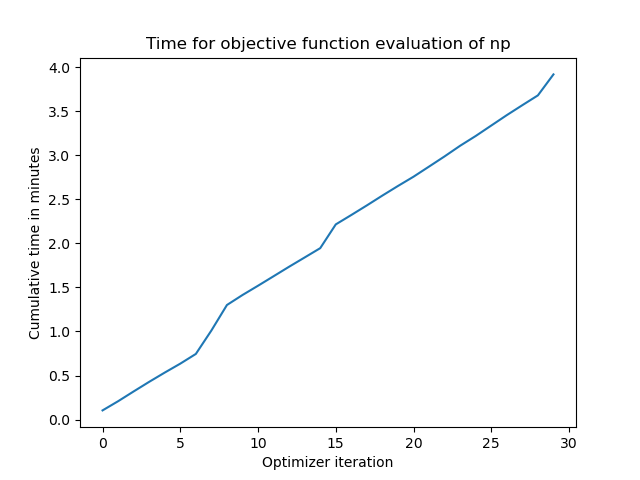 Time for objective function evaluation of np
Cumulative time in minutes
4.0
3.5
3.0
2.5
2.0
1.5
1.0
0.5
0.0
0 5 10 15 20 25 30
Optimizer iteration